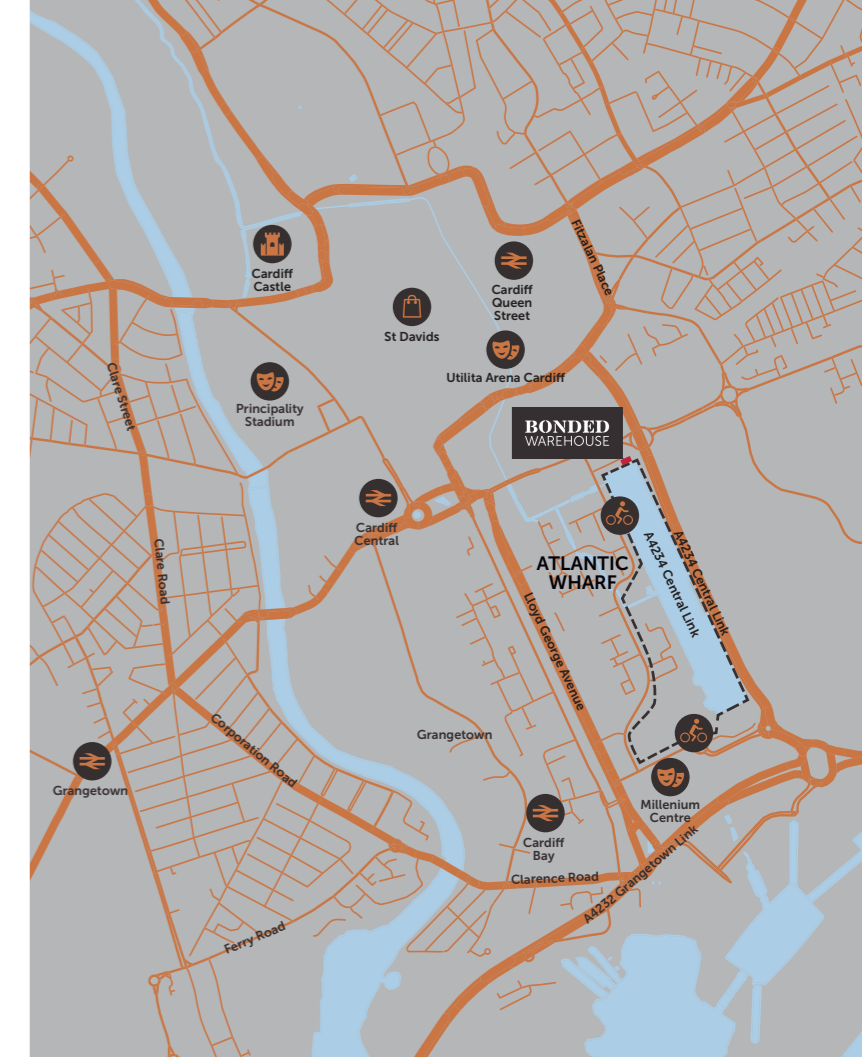 Fitzalan Place
Cardiff
Castle
Cardiff
Queen
Street
St Davids
Utilita Arena Cardiff
Clare Street
Principality
Stadium
BONDED
WAREHOUSE
Cardiff
Central
Clare Road
ATLANTIC
WHARF
A4234 Central Link
A4234 Central Link
Lloyd George Avenue
Grangetown
Corporation Road
Grangetown
Millenium
Centre
Cardiff
Bay
Clarence Road
A4232 Grangetown Link
Ferry Road